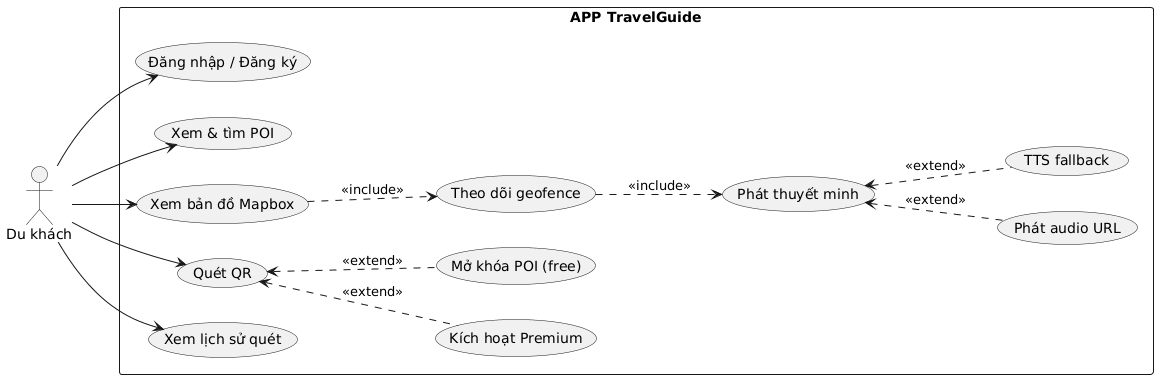 APP TravelGuide
Đăng nhập / Đăng ký
Xem & tìm POI
Du khách
Xem bản đồ Mapbox
«include»
Theo dõi geofence
«include»
Phát thuyết minh
«extend»
TTS fallback
«extend»
Phát audio URL
Quét QR
«extend»
Mở khóa POI (free)
«extend»
Kích hoạt Premium
Xem lịch sử quét